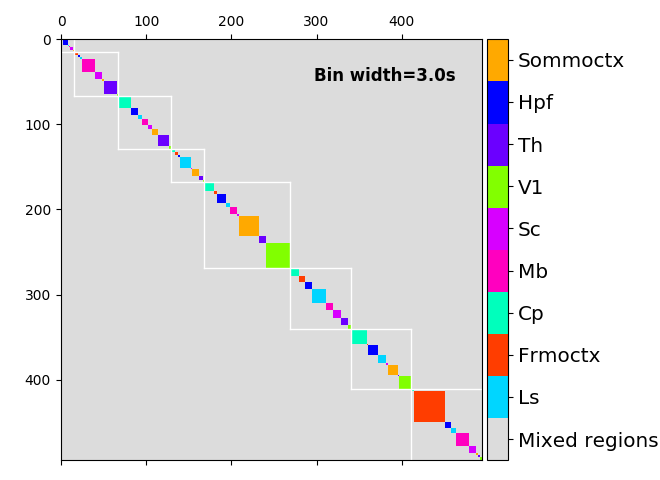 0 100 200 300 400
0
100
200
300
400
Bin width=3.0s
Sommoctx
Hpf
Th
V1
Sc
Mb
Cp
Frmoctx
Ls
Mixed regions